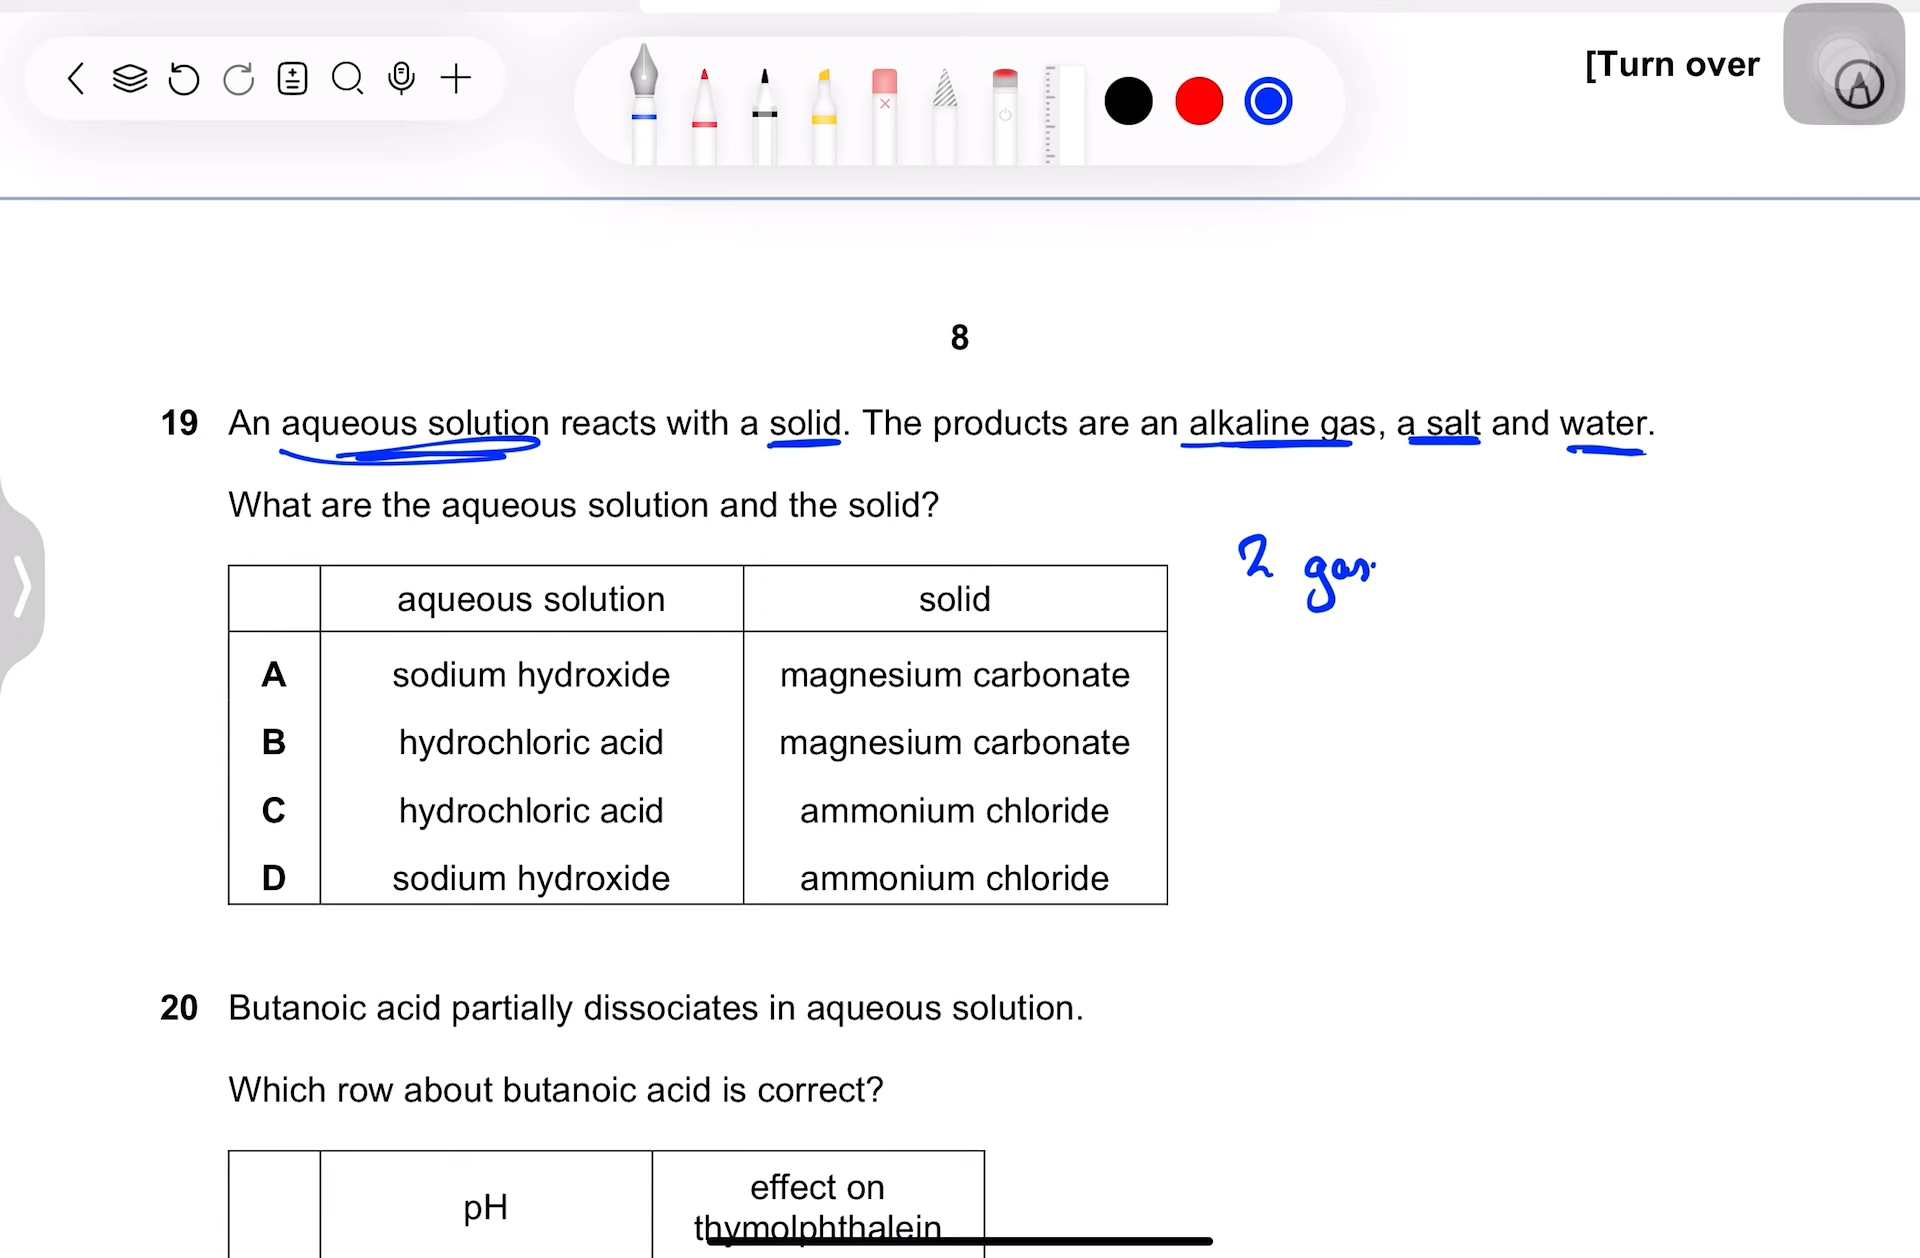 [Turn over
8
19 An aqueous solution reacts with a solid. The products are an alkaline gas, a salt and water.
What are the aqueous solution and the solid?
2 gas.
aqueous solution solid
A sodium hydroxide magnesium carbonate
B hydrochloric acid magnesium carbonate
C hydrochloric acid ammonium chloride
D sodium hydroxide ammonium chloride
20 Butanoic acid partially dissociates in aqueous solution.
Which row about butanoic acid is correct?
pH effect on
thymolphthalein